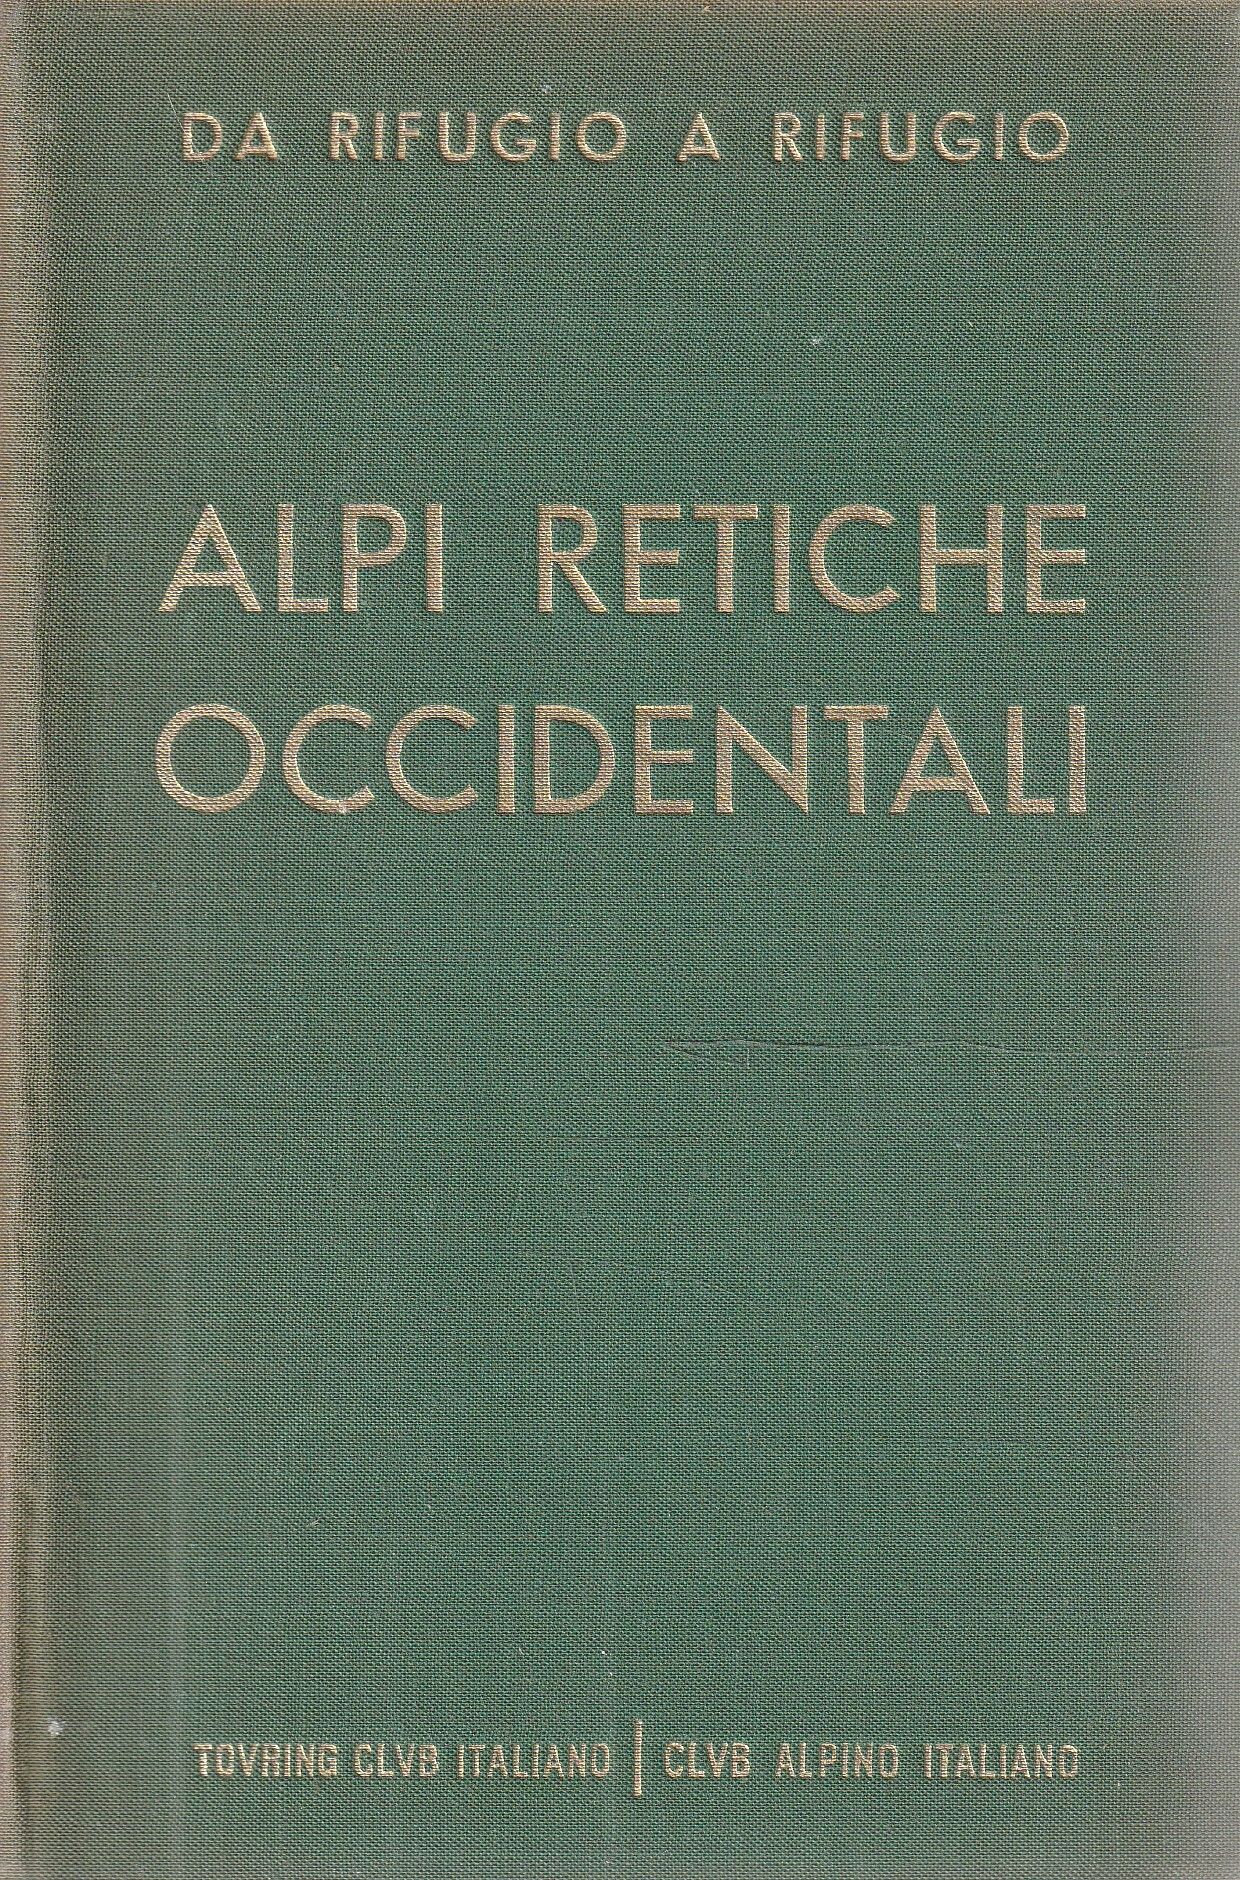 DA RIFUGIO A RIFUGIO
ALPI RETICHE
OCCIDENTALI
TOVRING CLVB ITALIANO | CLVB ALPINO ITALIANO